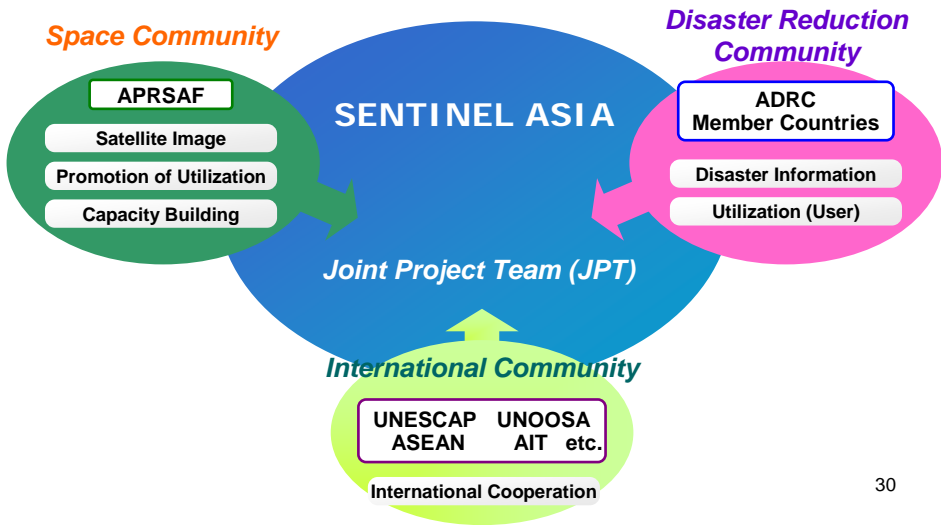 Space Community
APRSAF
Satellite Image
Promotion of Utilization
Capacity Building
SENTINEL ASIA
Joint Project Team (JPT)
Disaster Reduction
Community
ADRC
Member Countries
Disaster Information
Utilization (User)
International Community
UNESCAP UNOOSA
ASEAN AIT etc.
International Cooperation
30